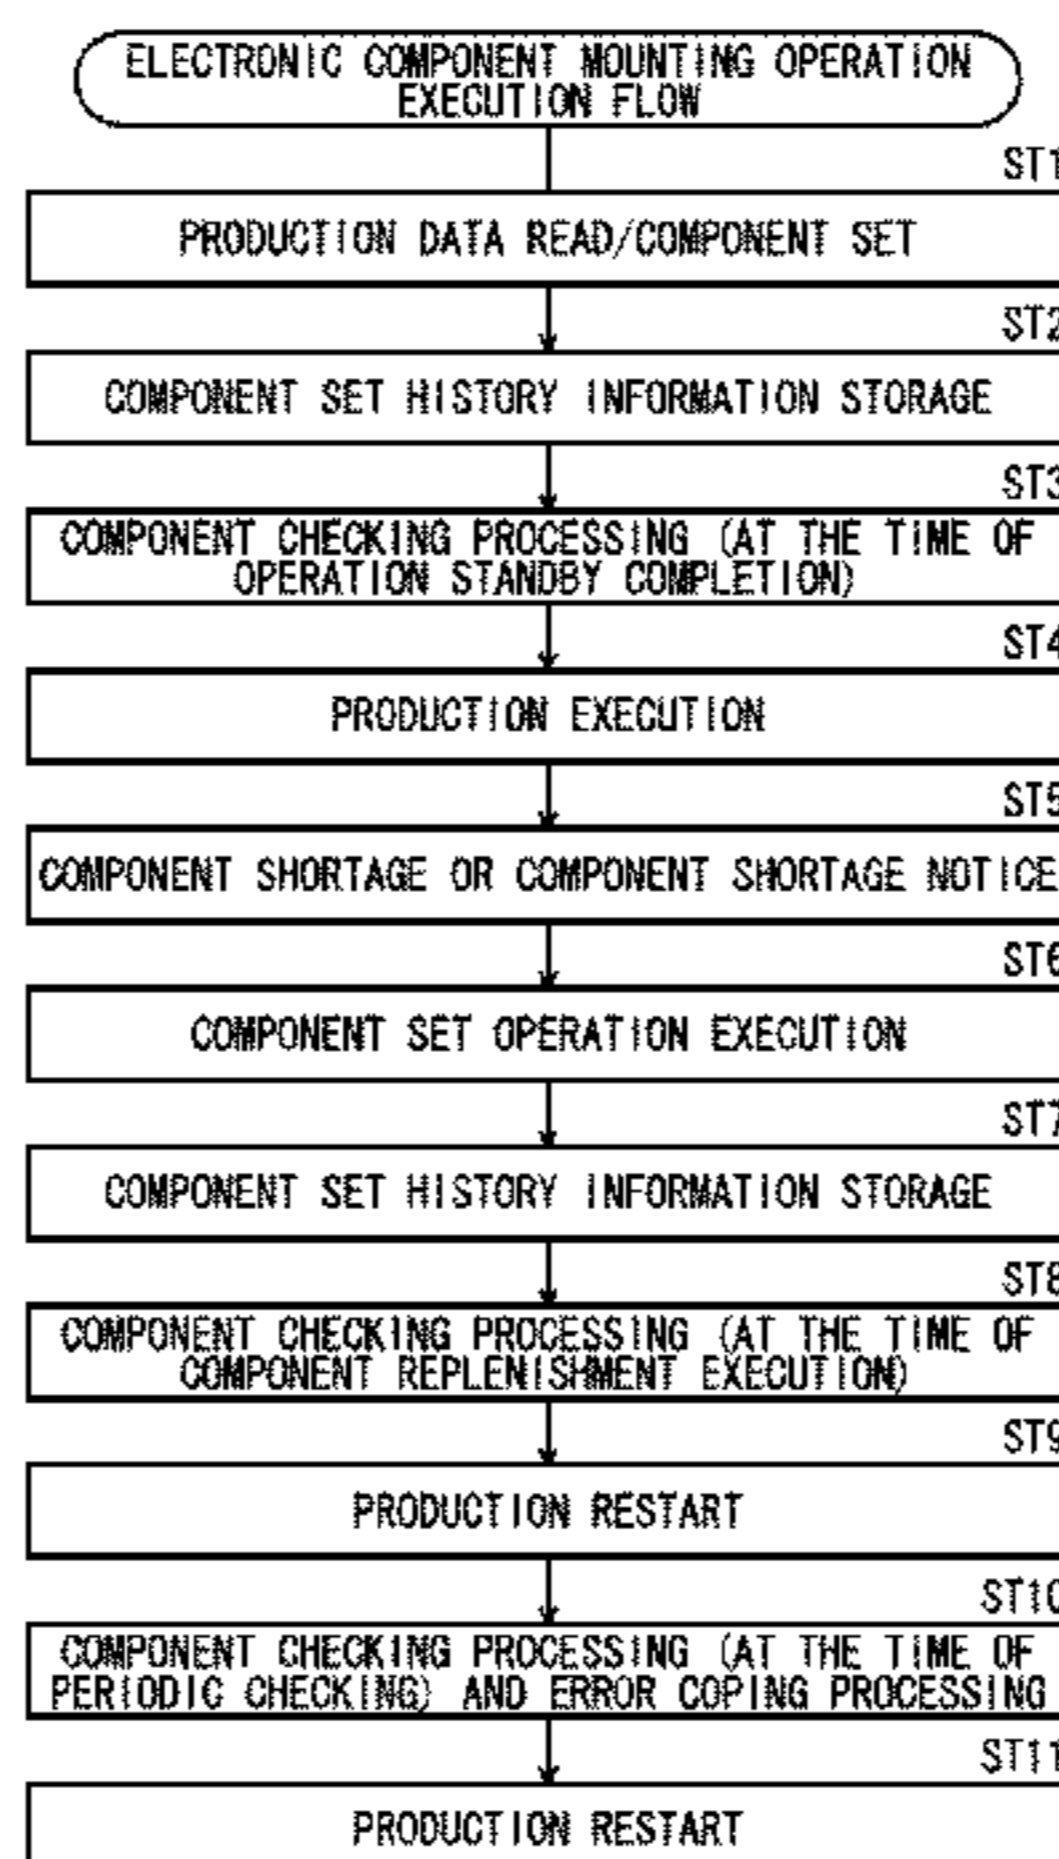 ELECTRONIC COMPONENT MOUNTING OPERATION
EXECUTION FLOW
ST1
PRODUCTION DATA READ/COMPONENT SET
ST2
COMPONENT SET HISTORY INFORMATION STORAGE
ST3
COMPONENT CHECKING PROCESSING (AT THE TIME OF
OPERATION STANDBY COMPLETION)
ST4
PRODUCTION EXECUTION
ST5
COMPONENT SHORTAGE OR COMPONENT SHORTAGE NOTICE
ST6
COMPONENT SET OPERATION EXECUTION
ST7
COMPONENT SET HISTORY INFORMATION STORAGE
ST8
COMPONENT CHECKING PROCESSING (AT THE TIME OF
COMPONENT REPLENISHMENT EXECUTION)
ST9
PRODUCTION RESTART
ST10
COMPONENT CHECKING PROCESSING (AT THE TIME OF
PERIODIC CHECKING) AND ERROR COPING PROCESSING
ST11
PRODUCTION RESTART